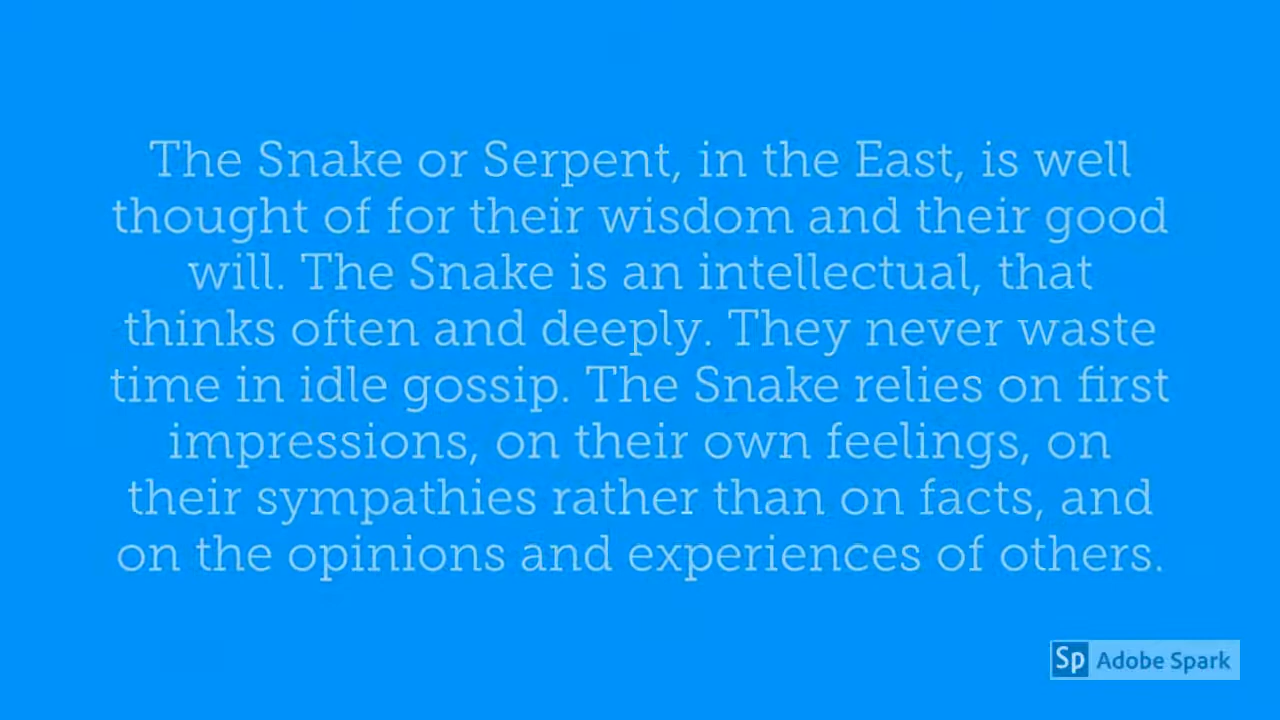 The Snake or Serpent, in the East, is well
thought of for their wisdom and their good
will. The Snake is an intellectual, that
thinks often and deeply. They never waste
time in idle gossip. The Snake relies on first
impressions, on their own feelings, on
their sympathies rather than on facts, and
on the opinions and experiences of others.
Sp Adobe Spark